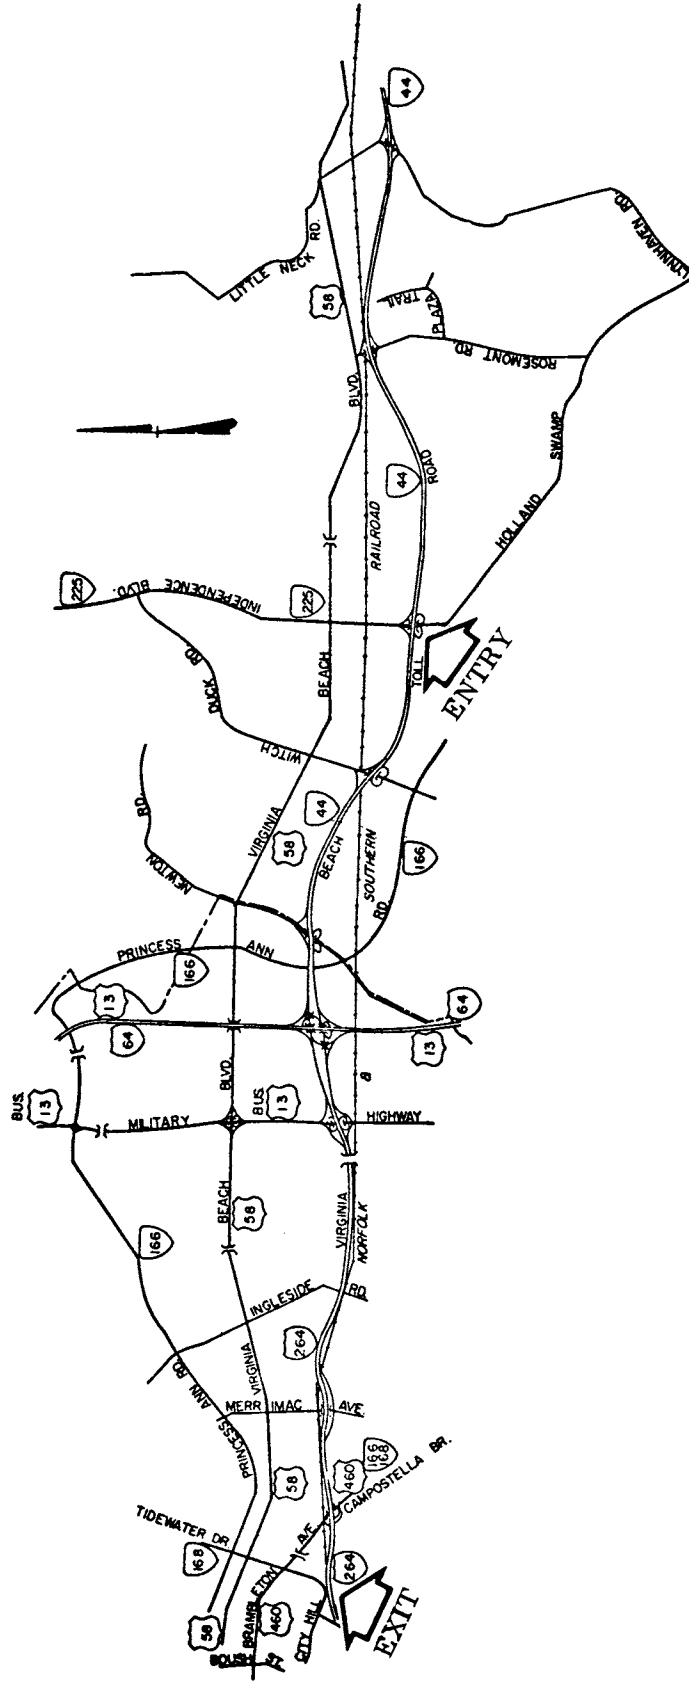 44
LITTLE NECK RD.
58
LYNNHAVEN RD.
PLAZA
TRAIL
ROSEMONT RD.
BLVD.
44
ROAD
HOLLAND
SWAMP
RAILROAD
225
INDEPENDENCE BLVD.
225
BEACH
TOLL
ENTRY
DUCK RD.
WITCH
VIRGINIA
58
44
BEACH
SOUTHERN
166
RD.
NEWTON
RD.
PRINCESS
ANN
166
13
64
64
13
BUS.
13
MILITARY
BLVD.
BUS.
13
&
HIGHWAY
BEACH
58
VIRGINIA
NORFOLK
166
INGLESIDE
RD
264
ANN RD.
VIRGINIA
MERRIMAC
AVE
PRINCESS
58
166
168
460
CAMPOSTELLA BR.
TIDEWATER DR
168
AVE
264
BRAMBLETON
460
58
CITY HILL
BOUSH ST
EXIT